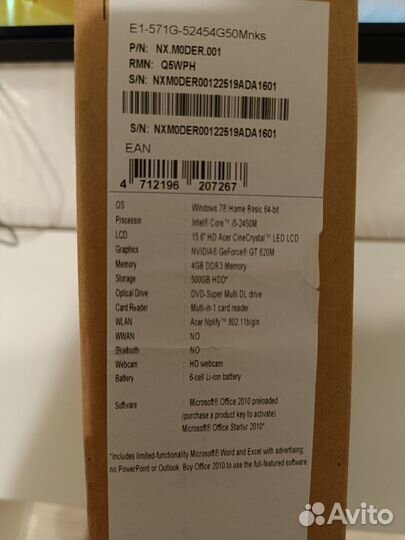 E1-571G-52454G50Mnks
P/N: NX.M0DER.001
RMN: Q5WPH
S/N: NXM0DER00122519ADA1601
S/N: NXM0DER00122519ADA1601
EAN
4 712196 207267
OS : Windows 7® Home Basic 64-bit
Processor : Intel® Core™ i5-2450M
LCD : 15.6" HD Acer CineCrystal™ LED LCD
Graphics : NVIDIA® GeForce® GT 620M
Memory : 4GB DDR3 Memory
Storage : 500GB HDD*
Optical Drive : DVD-Super Multi DL drive
Card Reader : Multi-in-1 card reader
WLAN : Acer Nplify™ 802.11b/g/n
WWAN : NO
Bluetooth : NO
Webcam : HD webcam
Battery : 6-cell Li-ion battery
Software : Microsoft® Office 2010 preloaded
(purchase a product key to activate)
Microsoft® Office Starter 2010*
*Includes limited-functionality Microsoft® Word and Excel with advertising,
no PowerPoint or Outlook. Buy Office 2010 to use the full-featured software.
Avito